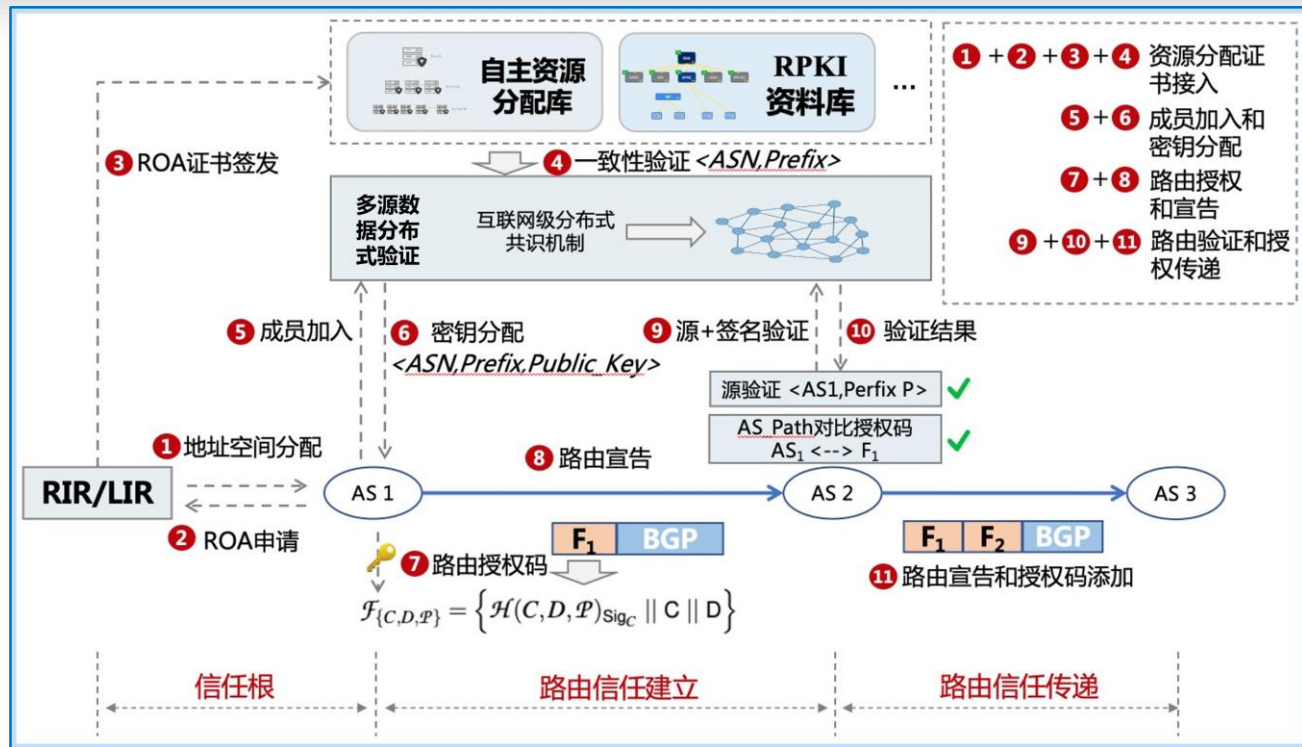 自主资源
分配库
RPKI
资料库
...
❶ + ❷ + ❸ + ❹ 资源分配证
书接入
❺ + ❻ 成员加入和
密钥分配
❼ + ❽ 路由授权
和宣告
❾ + ❿ + ⓫ 路由验证和授
权传递
❸ ROA证书签发
❹ 一致性验证 <ASN,Prefix>
多源数
据分布
式验证
互联网级分布式
共识机制
❺ 成员加入
❻ 密钥分配
<ASN,Prefix,Public_Key>
❾ 源+签名验证
❿ 验证结果
源验证 <AS1,Perfix P>
AS_Path对比授权码
AS₁ <--> F₁
❶ 地址空间分配
RIR/LIR
❷ ROA申请
AS 1
❽ 路由宣告
AS 2
AS 3
F₁ BGP
F₁ F₂ BGP
❼ 路由授权码
⓫ 路由宣告和授权码添加
ℱ{C,D,𝒫} = {ℋ(C,D,𝒫)Sig_C || C || D}
信任根
路由信任建立
路由信任传递